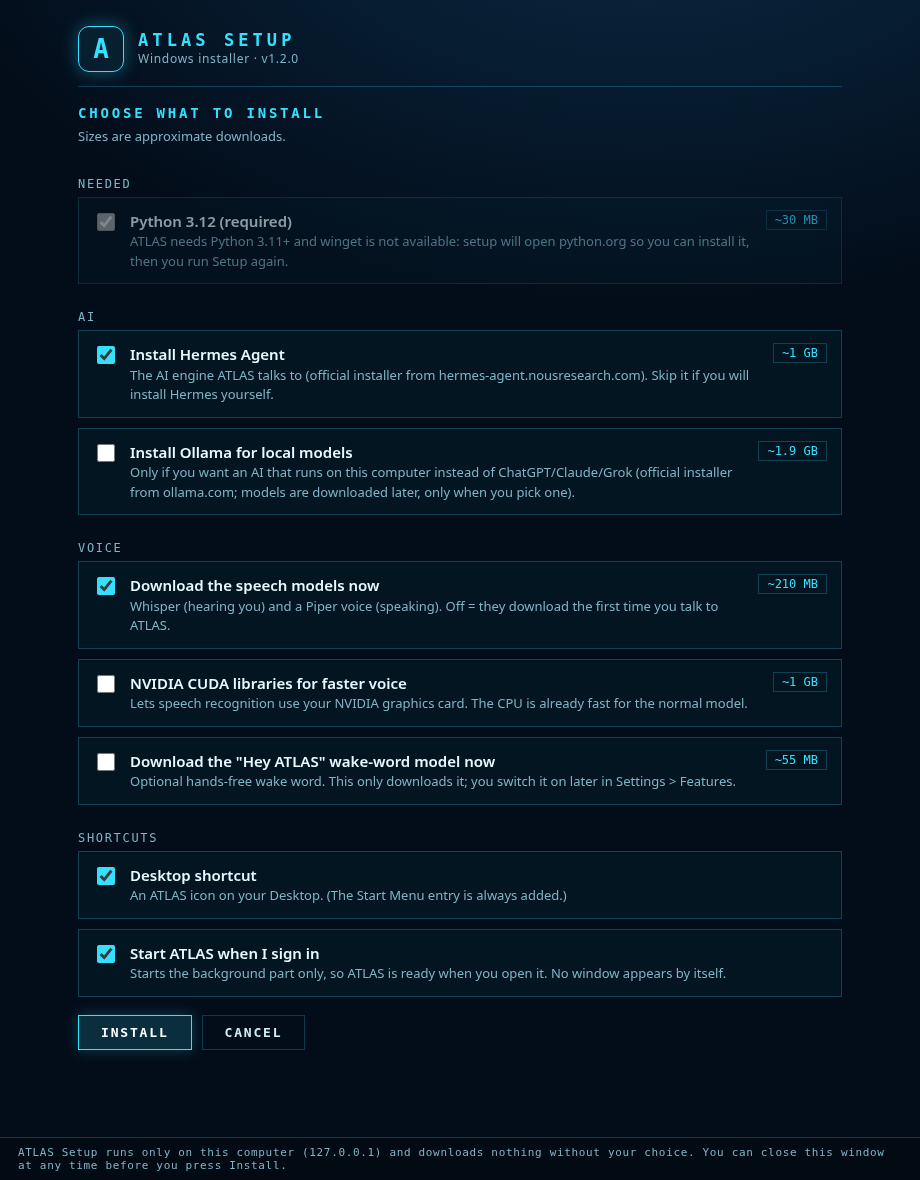 A
ATLAS SETUP
Windows installer · v1.2.0
CHOOSE WHAT TO INSTALL
Sizes are approximate downloads.
NEEDED
Python 3.12 (required)
~30 MB
ATLAS needs Python 3.11+ and winget is not available: setup will open python.org so you can install it,
then you run Setup again.
AI
Install Hermes Agent
~1 GB
The AI engine ATLAS talks to (official installer from hermes-agent.nousresearch.com). Skip it if you will
install Hermes yourself.
Install Ollama for local models
~1.9 GB
Only if you want an AI that runs on this computer instead of ChatGPT/Claude/Grok (official installer
from ollama.com; models are downloaded later, only when you pick one).
VOICE
Download the speech models now
~210 MB
Whisper (hearing you) and a Piper voice (speaking). Off = they download the first time you talk to
ATLAS.
NVIDIA CUDA libraries for faster voice
~1 GB
Lets speech recognition use your NVIDIA graphics card. The CPU is already fast for the normal model.
Download the "Hey ATLAS" wake-word model now
~55 MB
Optional hands-free wake word. This only downloads it; you switch it on later in Settings > Features.
SHORTCUTS
Desktop shortcut
An ATLAS icon on your Desktop. (The Start Menu entry is always added.)
Start ATLAS when I sign in
Starts the background part only, so ATLAS is ready when you open it. No window appears by itself.
INSTALL
CANCEL
ATLAS Setup runs only on this computer (127.0.0.1) and downloads nothing without your choice. You can close this window
at any time before you press Install.